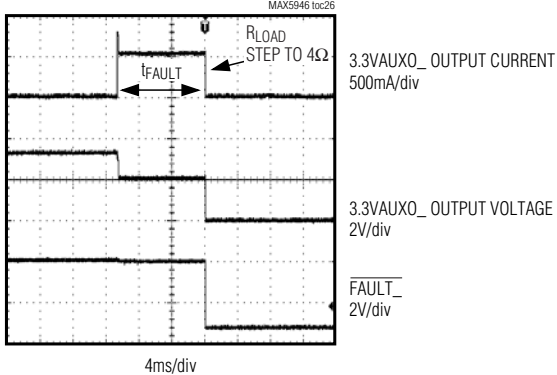 MAX5946 toc26
RLOAD
STEP TO 4Ω
tFAULT
3.3VAUXO_ OUTPUT CURRENT
500mA/div
3.3VAUXO_ OUTPUT VOLTAGE
2V/div
FAULT_
2V/div
4ms/div